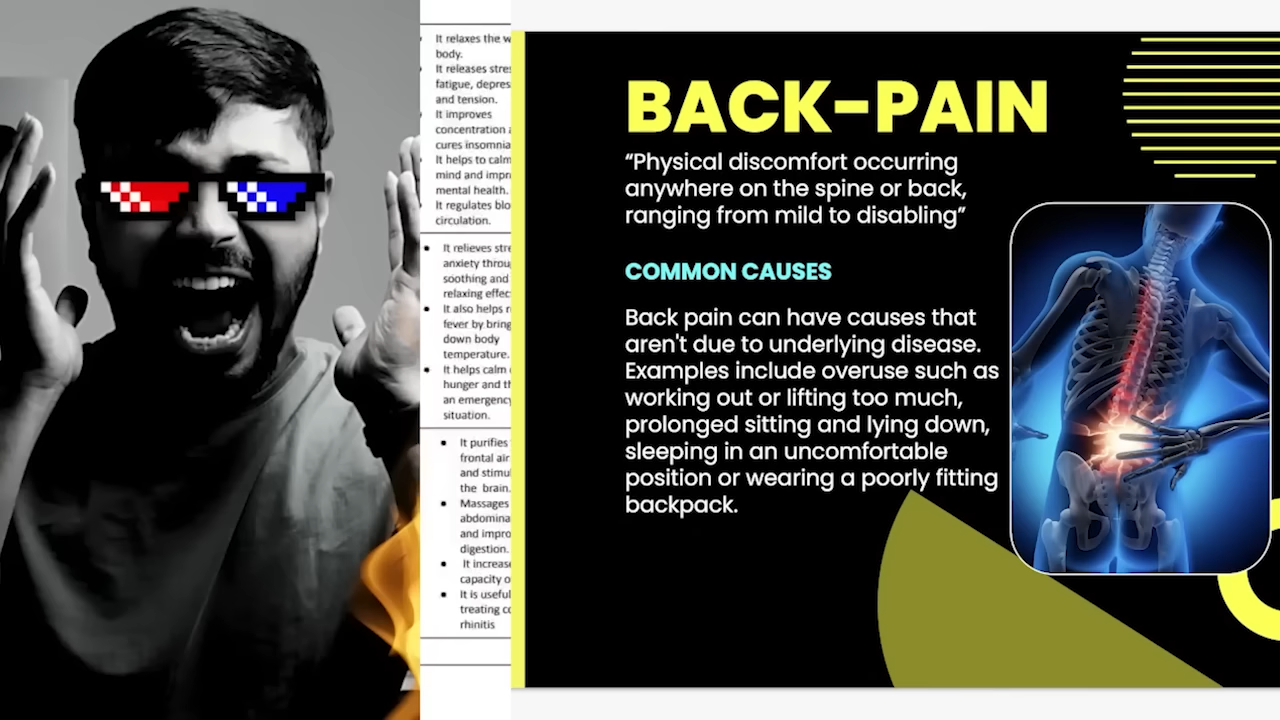 It relaxes the
body.
It releases
fatigue,
and tension.
It improves
concentration
cures insomnia
It helps to calm
mind and
mental health.
It regulates
circulation.
It relieves
anxiety
soothing and
relaxing
It also helps
fever by
down body
temperature.
It helps calm
hunger and
an emergency
situation.
It purifies
frontal air
and
the brain.
Massages
and
digestion.
It
capacity
It is useful
treating
rhinitis
BACK-PAIN
“Physical discomfort occurring
anywhere on the spine or back,
ranging from mild to disabling”
COMMON CAUSES
Back pain can have causes that
aren't due to underlying disease.
Examples include overuse such as
working out or lifting too much,
prolonged sitting and lying down,
sleeping in an uncomfortable
position or wearing a poorly fitting
backpack.